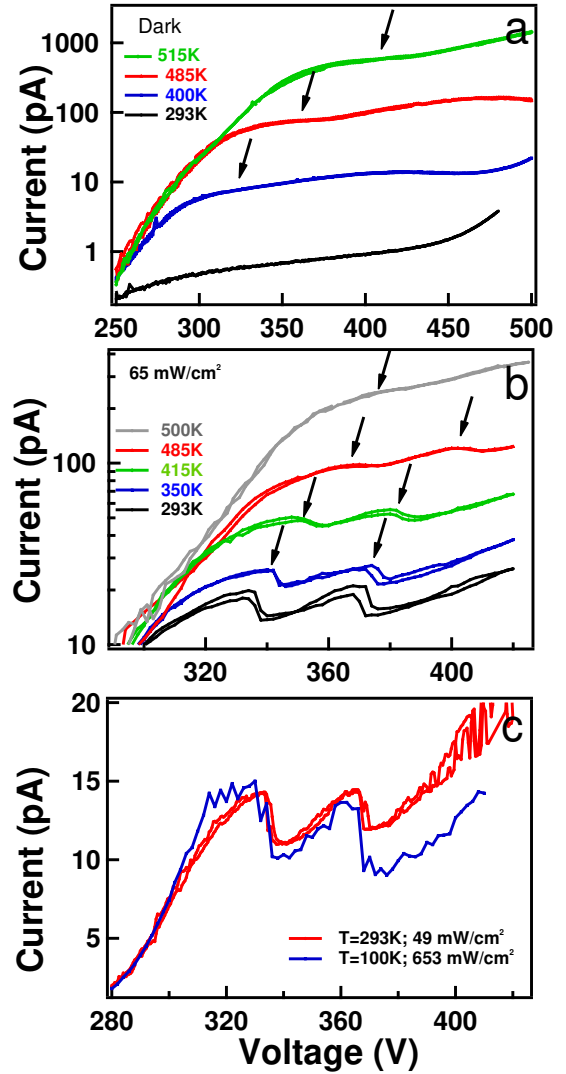 Dark
a
515K
485K
400K
293K
Current (pA)
1000
100
10
1
250 300 350 400 450 500
65 mW/cm²
b
500K
485K
415K
350K
293K
Current (pA)
100
10
320 360 400
c
Current (pA)
20
15
10
5
T=293K; 49 mW/cm²
T=100K; 653 mW/cm²
280 320 360 400
Voltage (V)